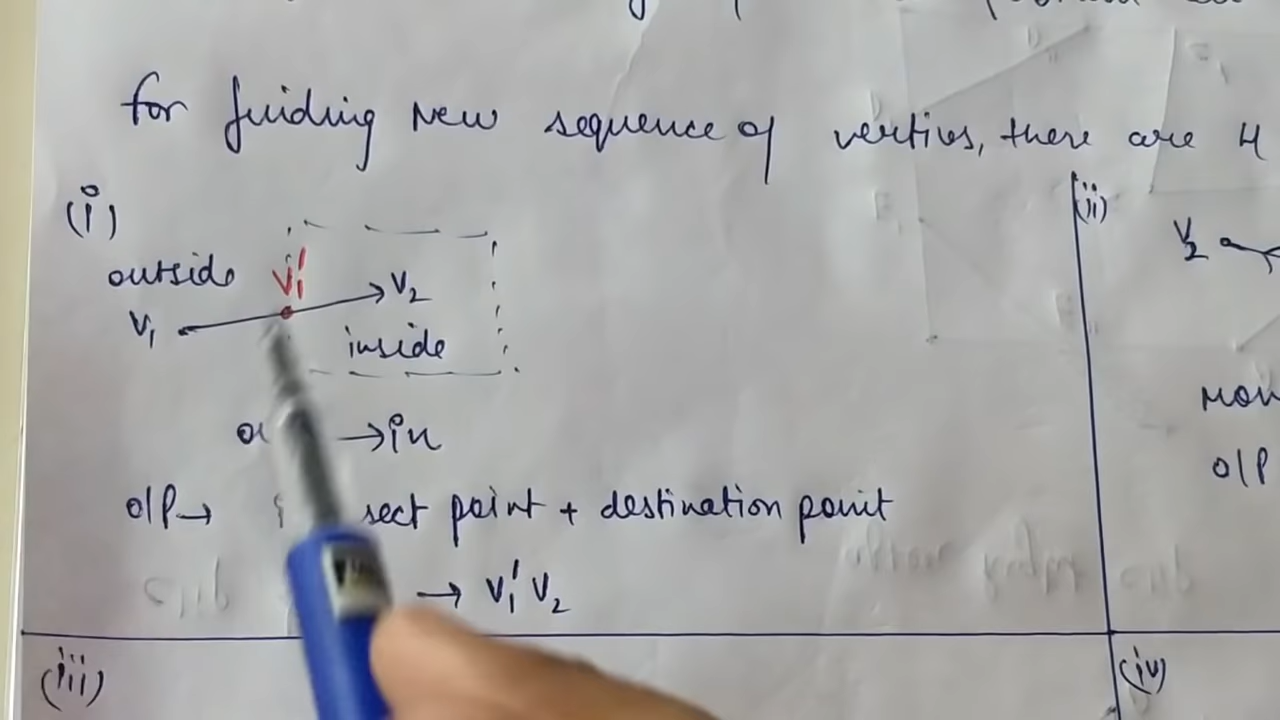 for finding New sequence of verties, there are 4
(i)
outside V₁'
V₁ V₂
inside
→ in
O/P → sect point + destination point
→ V₁' V₂
(ii)
V₂
O/P
(iii)
(iv)